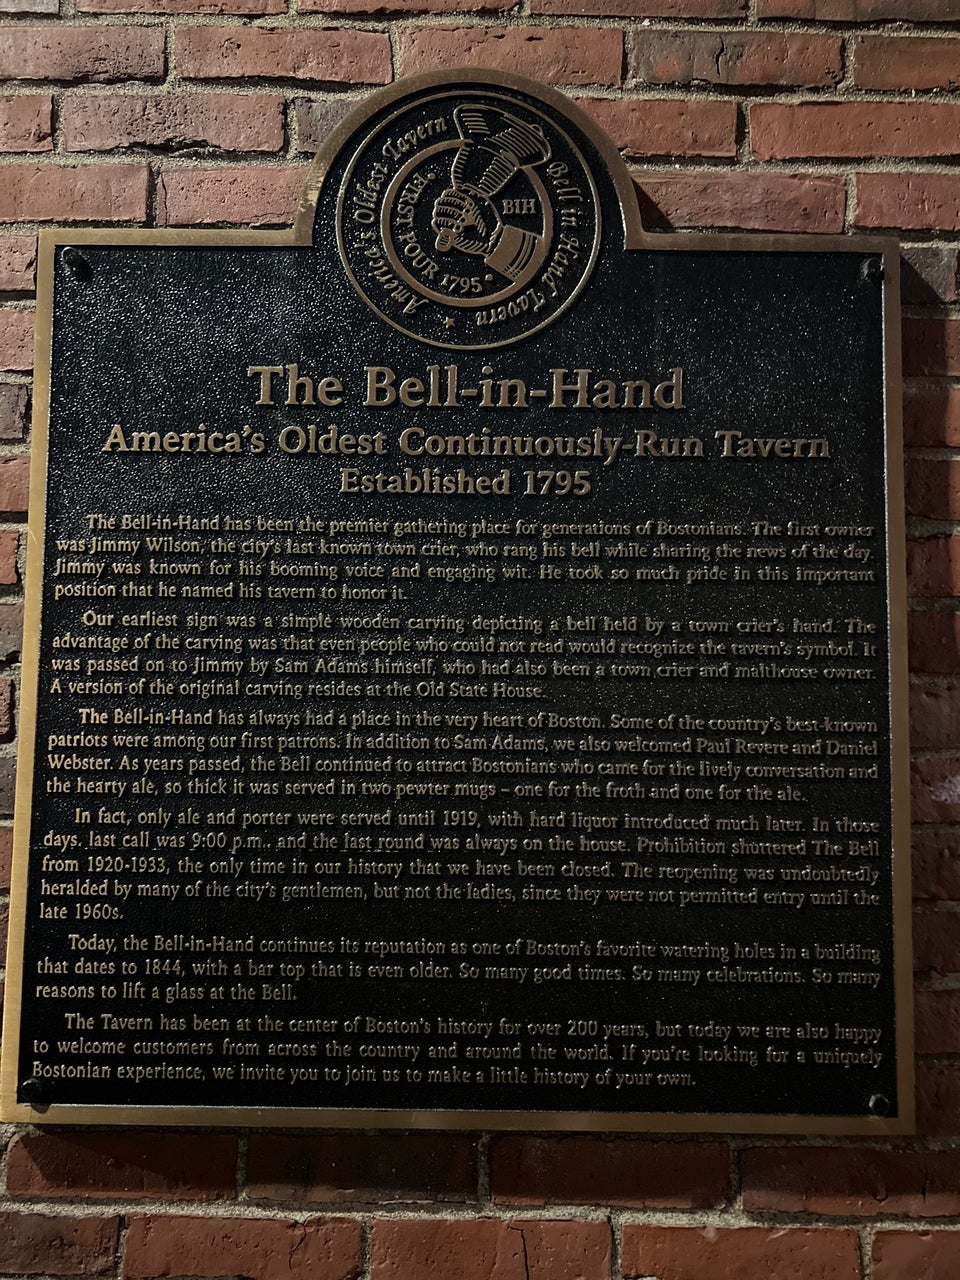 America's Oldest Tavern
Bell in Hand Tavern
FIRST POUR 1795
BIH
The Bell-in-Hand
America's Oldest Continuously-Run Tavern
Established 1795
The Bell-in-Hand has been the premier gathering place for generations of Bostonians. The first owner
was Jimmy Wilson, the city's last known town crier, who rang his bell while sharing the news of the day.
Jimmy was known for his booming voice and engaging wit. He took so much pride in this important
position that he named his tavern to honor it.
Our earliest sign was a simple wooden carving depicting a bell held by a town crier's hand. The
advantage of the carving was that even people who could not read would recognize the tavern's symbol. It
was passed on to Jimmy by Sam Adams himself, who had also been a town crier and malthouse owner.
A version of the original carving resides at the Old State House.
The Bell-in-Hand has always had a place in the very heart of Boston. Some of the country's best-known
patriots were among our first patrons. In addition to Sam Adams, we also welcomed Paul Revere and Daniel
Webster. As years passed, the Bell continued to attract Bostonians who came for the lively conversation and
the hearty ale, so thick it was served in two pewter mugs – one for the froth and one for the ale.
In fact, only ale and porter were served until 1919, with hard liquor introduced much later. In those
days, last call was 9:00 p.m., and the last round was always on the house. Prohibition shuttered The Bell
from 1920-1933, the only time in our history that we have been closed. The reopening was undoubtedly
heralded by many of the city's gentlemen, but not the ladies, since they were not permitted entry until the
late 1960s.
Today, the Bell-in-Hand continues its reputation as one of Boston's favorite watering holes in a building
that dates to 1844, with a bar top that is even older. So many good times. So many celebrations. So many
reasons to lift a glass at the Bell.
The Tavern has been at the center of Boston's history for over 200 years, but today we are also happy
to welcome customers from across the country and around the world. If you're looking for a uniquely
Bostonian experience, we invite you to join us to make a little history of your own.